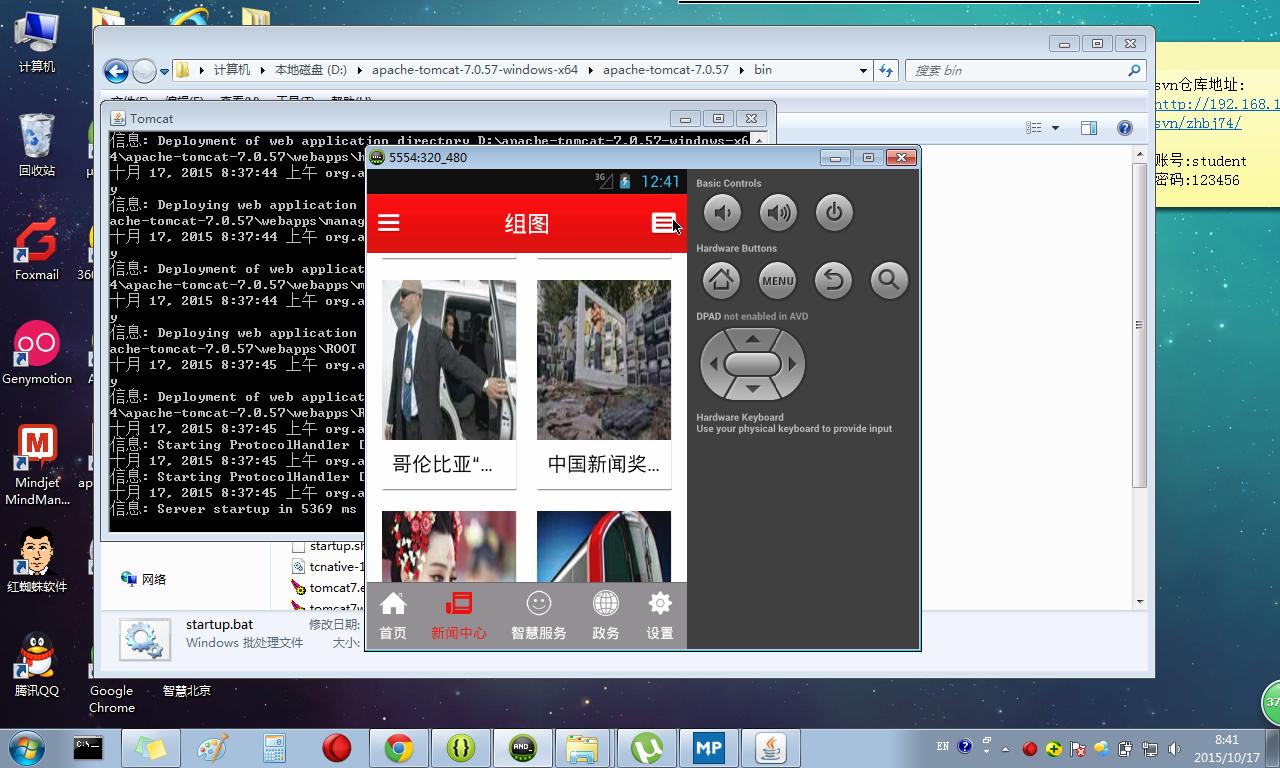 计算机
回收站
Foxmail
360
Genymotion
Mindjet
MindMan...
红蜘蛛软件
腾讯QQ
Google
Chrome
智慧北京
计算机
本地磁盘 (D:)
apache-tomcat-7.0.57-windows-x64
apache-tomcat-7.0.57
bin
搜索 bin
Tomcat
信息: Deployment of web application directory D:\apache-tomcat-7.0.57-windows-x6
4\apache-tomcat-7.0.57\webapps\h
十月 17, 2015 8:37:44 上午 org.a
y
信息: Deploying web application
ache-tomcat-7.0.57\webapps\manag
十月 17, 2015 8:37:44 上午 org.a
y
信息: Deployment of web applicat
4\apache-tomcat-7.0.57\webapps\m
十月 17, 2015 8:37:44 上午 org.a
y
信息: Deploying web application
ache-tomcat-7.0.57\webapps\ROOT
十月 17, 2015 8:37:45 上午 org.a
y
信息: Deployment of web applicat
4\apache-tomcat-7.0.57\webapps\R
十月 17, 2015 8:37:45 上午 org.a
信息: Starting ProtocolHandler [
十月 17, 2015 8:37:45 上午 org.a
信息: Starting ProtocolHandler [
十月 17, 2015 8:37:45 上午 org.a
信息: Server startup in 5369 ms
5554:320_480
3G
12:41
组图
哥伦比亚“...
中国新闻奖...
首页
新闻中心
智慧服务
政务
设置
Basic Controls
Hardware Buttons
MENU
DPAD not enabled in AVD
Hardware Keyboard
Use your physical keyboard to provide input
svn仓库地址:
http://192.168.1
svn/zhbj74/
账号:student
密码:123456
网络
startup.sh
tcnative-1
tomcat7.e
tomcat7w
startup.bat
修改日期:
Windows 批处理文件
大小:
37
C:\
AND_
MP
EN
8:41
2015/10/17